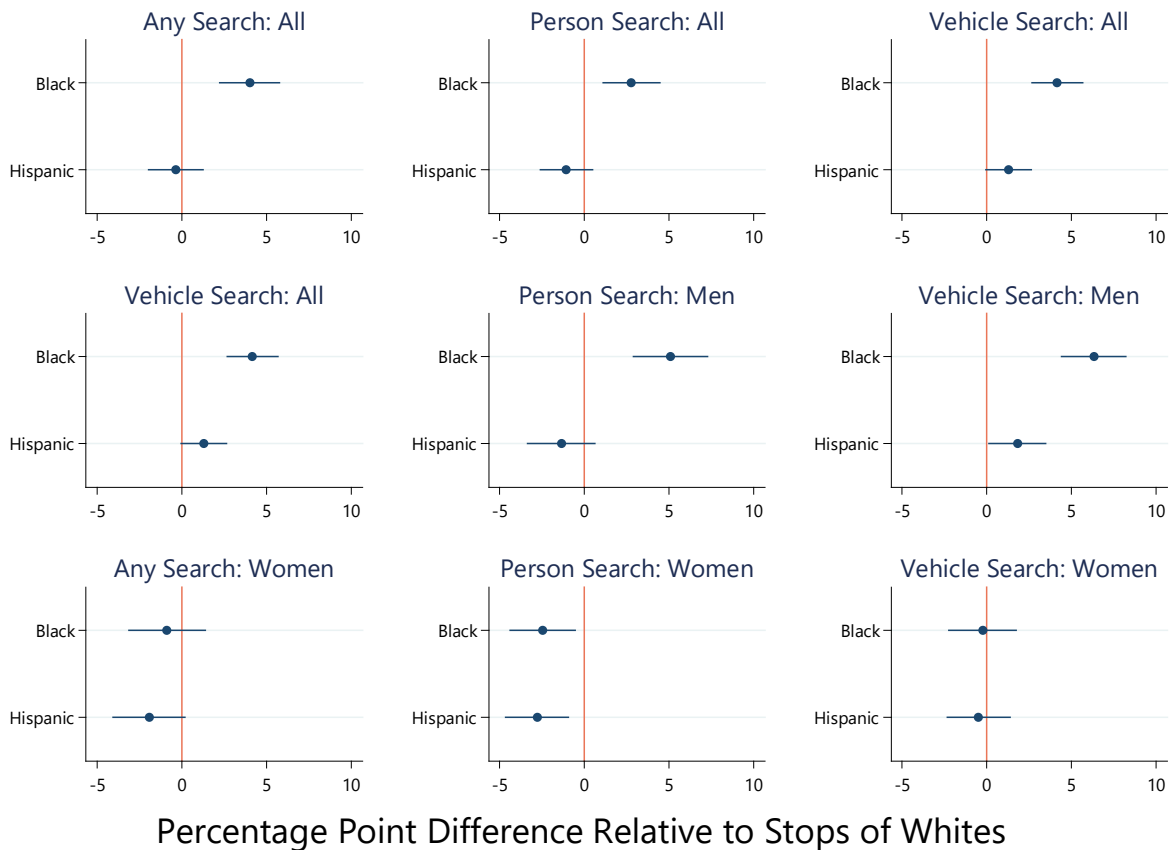 Any Search: All
Person Search: All
Vehicle Search: All
Black
Hispanic
-5 0 5 10
Black
Hispanic
-5 0 5 10
Black
Hispanic
-5 0 5 10
Vehicle Search: All
Person Search: Men
Vehicle Search: Men
Black
Hispanic
-5 0 5 10
Black
Hispanic
-5 0 5 10
Black
Hispanic
-5 0 5 10
Any Search: Women
Person Search: Women
Vehicle Search: Women
Black
Hispanic
-5 0 5 10
Black
Hispanic
-5 0 5 10
Black
Hispanic
-5 0 5 10
Percentage Point Difference Relative to Stops of Whites